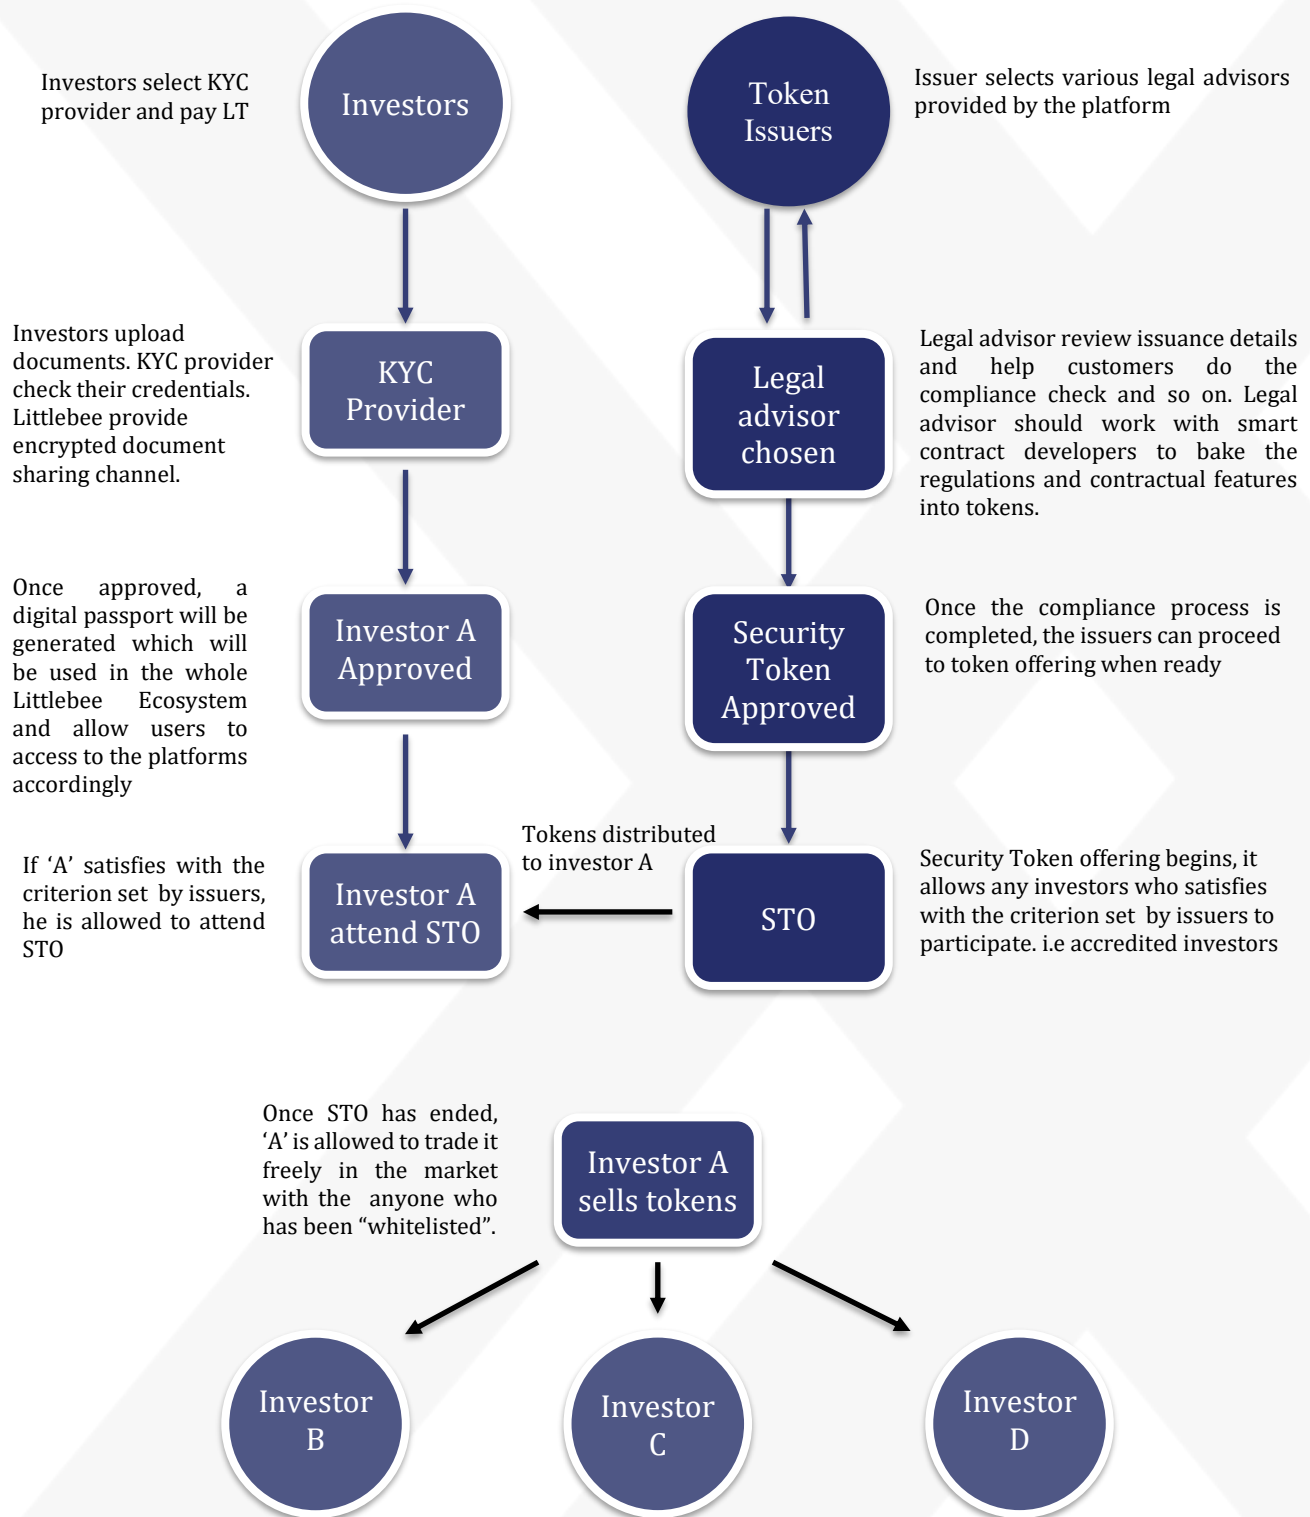 Investors select KYC
provider and pay LT
Investors
Token
Issuers
Issuer selects various legal advisors
provided by the platform
Investors upload
documents. KYC provider
check their credentials.
Littlebee provide
encrypted document
sharing channel.
KYC
Provider
Legal
advisor
chosen
Legal advisor review issuance details
and help customers do the
compliance check and so on. Legal
advisor should work with smart
contract developers to bake the
regulations and contractual features
into tokens.
Once approved, a
digital passport will be
generated which will
be used in the whole
Littlebee Ecosystem
and allow users to
access to the platforms
accordingly
Investor A
Approved
Security
Token
Approved
Once the compliance process is
completed, the issuers can proceed
to token offering when ready
If ‘A’ satisfies with the
criterion set by issuers,
he is allowed to attend
STO
Investor A
attend STO
Tokens distributed
to investor A
STO
Security Token offering begins, it
allows any investors who satisfies
with the criterion set by issuers to
participate. i.e accredited investors
Once STO has ended,
‘A’ is allowed to trade it
freely in the market
with the anyone who
has been “whitelisted”.
Investor A
sells tokens
Investor
B
Investor
C
Investor
D